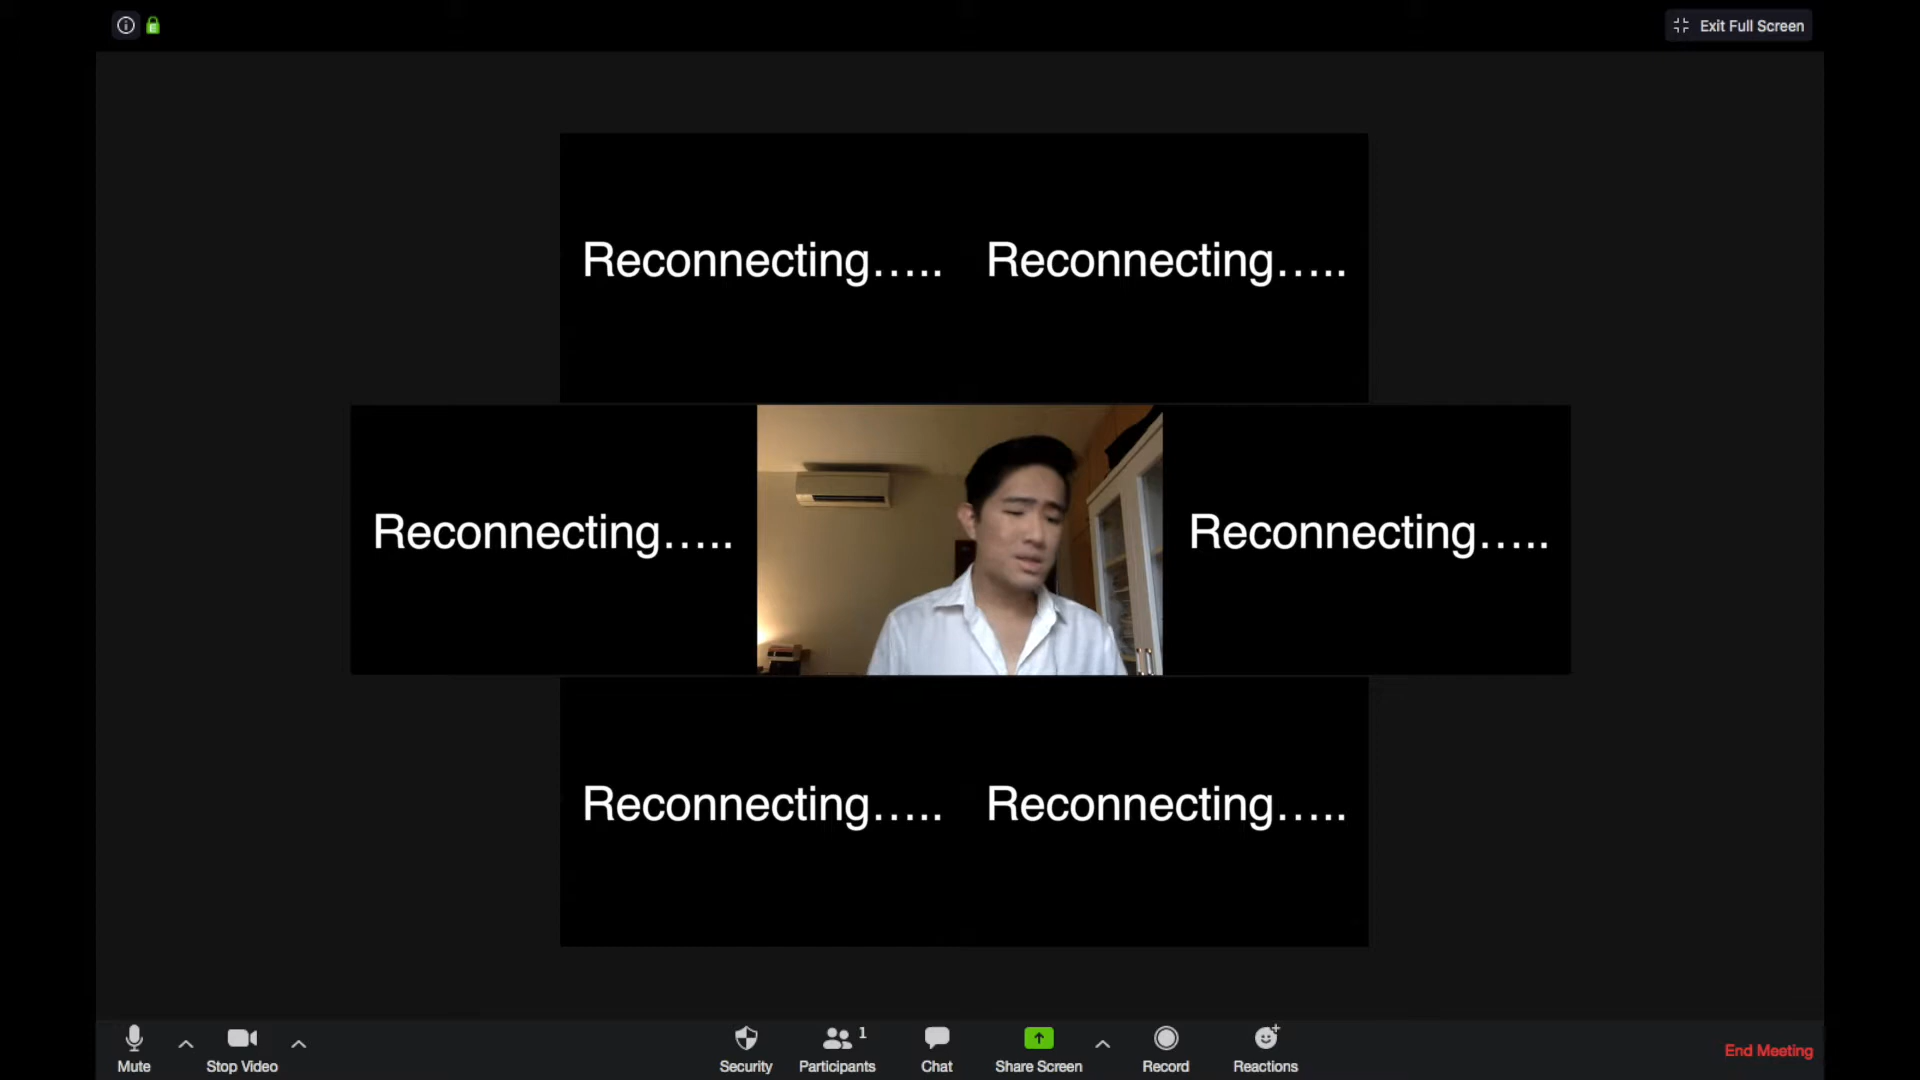 Exit Full Screen
Reconnecting..... Reconnecting.....
Reconnecting..... Reconnecting.....
Reconnecting..... Reconnecting.....
1
Mute Stop Video Security Participants Chat Share Screen Record Reactions End Meeting